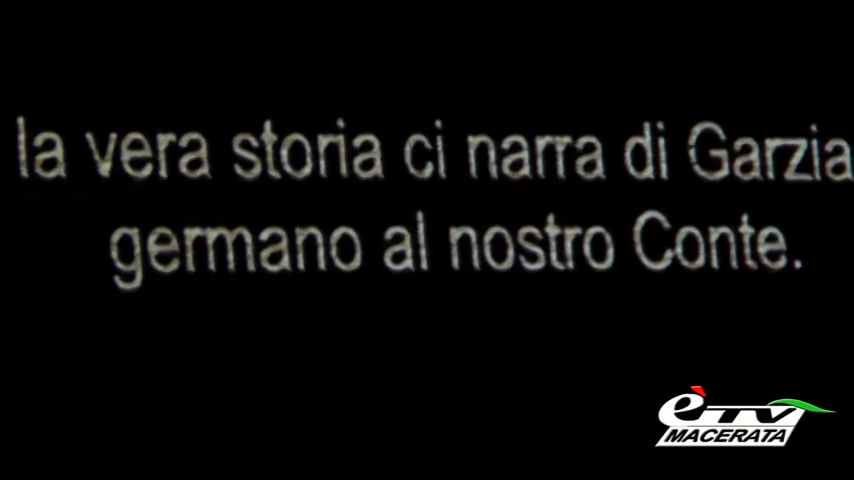 la vera storia ci narra di Garzia
germano al nostro Conte.
èTV
MACERATA